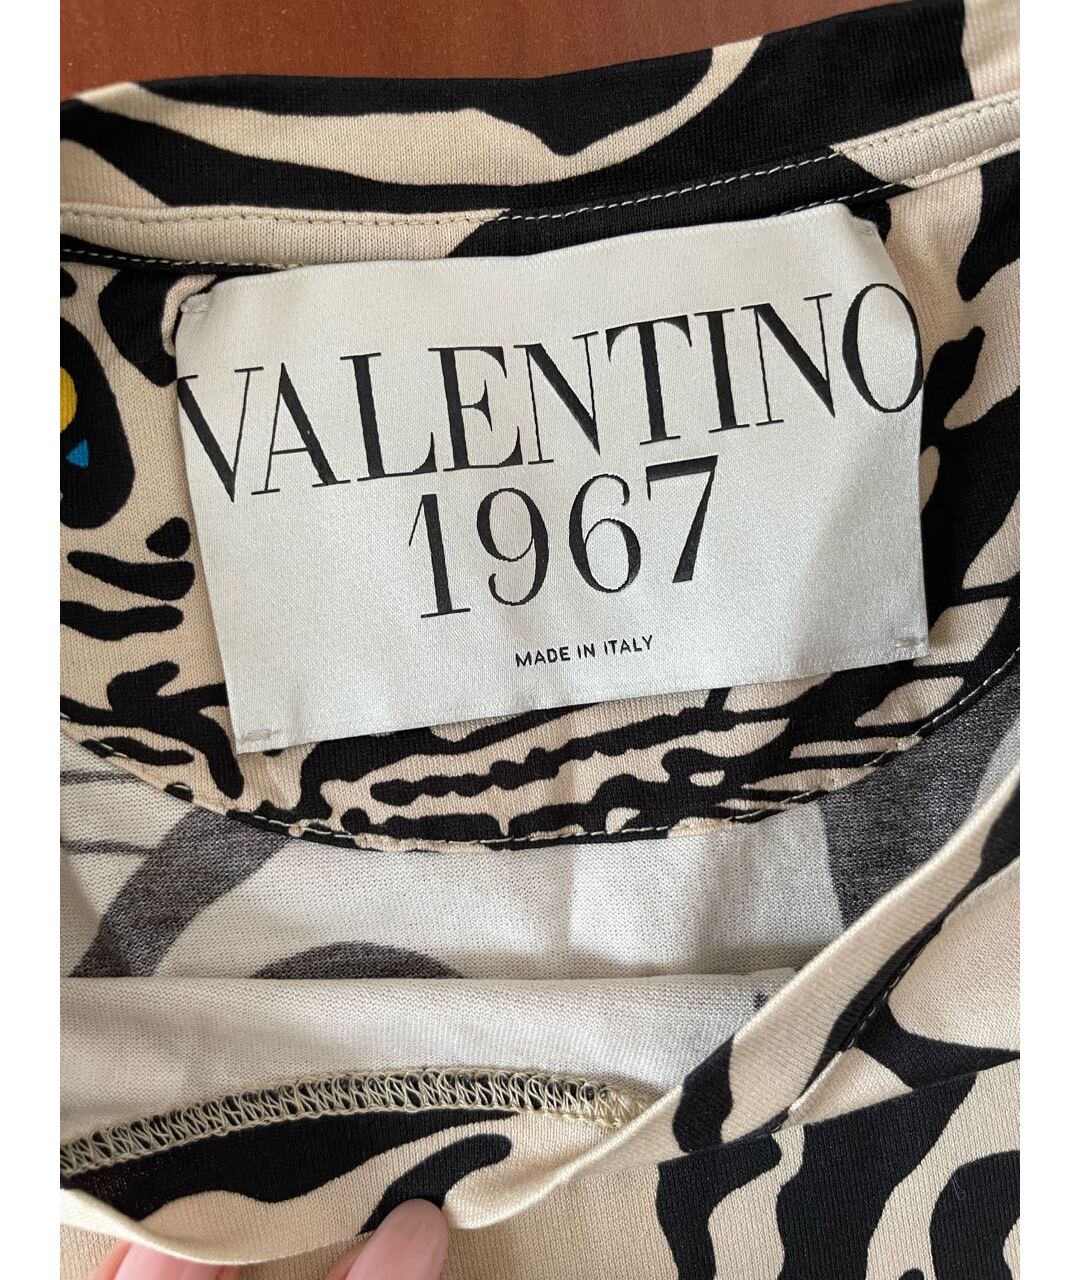 VALENTINO
1967
MADE IN ITALY